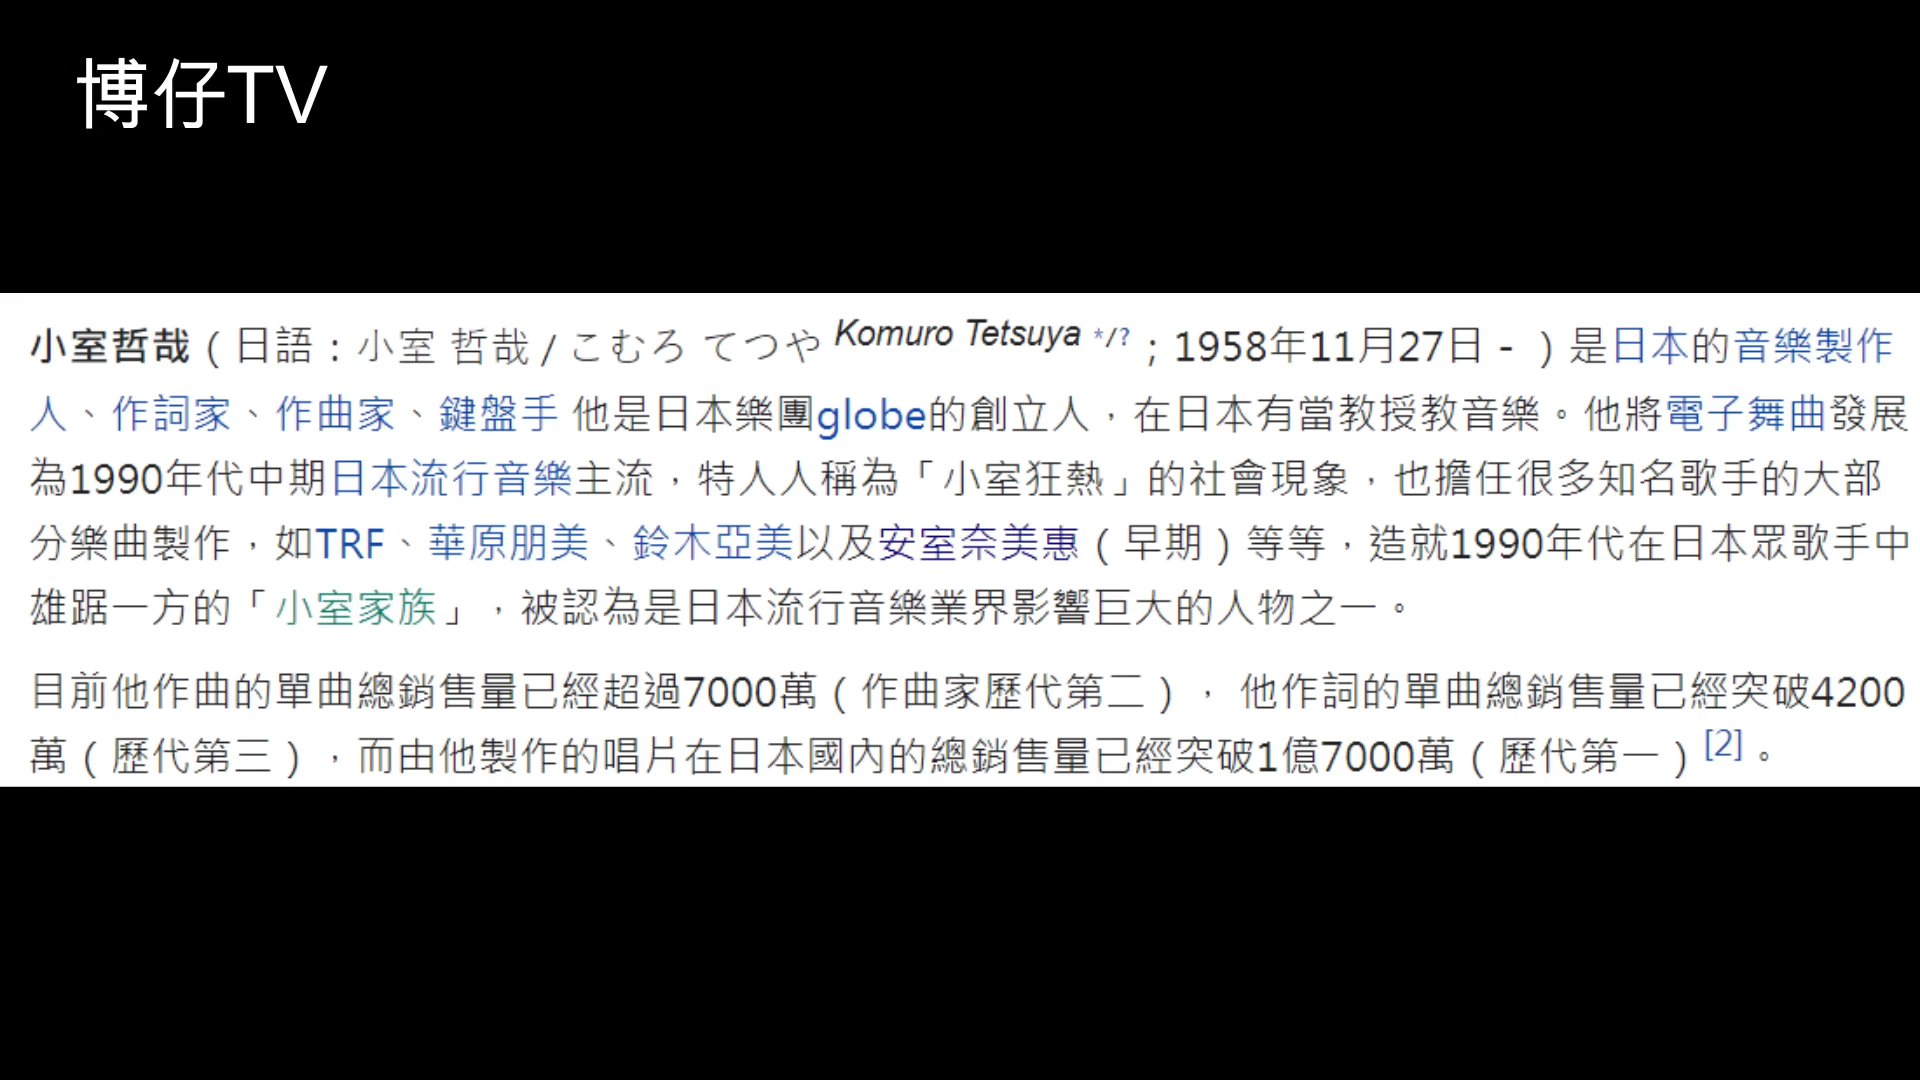 博仔TV
小室哲哉（日語：小室 哲哉 / こむろ てつや Komuro Tetsuya */?；1958年11月27日－ ）是日本的音樂製作
人、作詞家、作曲家、鍵盤手 他是日本樂團globe的創立人，在日本有當教授教音樂。他將電子舞曲發展
為1990年代中期日本流行音樂主流，特人人稱為「小室狂熱」的社會現象，也擔任很多知名歌手的大部
分樂曲製作，如TRF、華原朋美、鈴木亞美以及安室奈美惠（早期）等等，造就1990年代在日本眾歌手中
雄踞一方的「小室家族」，被認為是日本流行音樂業界影響巨大的人物之一。
目前他作曲的單曲總銷售量已經超過7000萬（作曲家歷代第二）， 他作詞的單曲總銷售量已經突破4200
萬（歷代第三），而由他製作的唱片在日本國內的總銷售量已經突破1億7000萬（歷代第一）[2]。